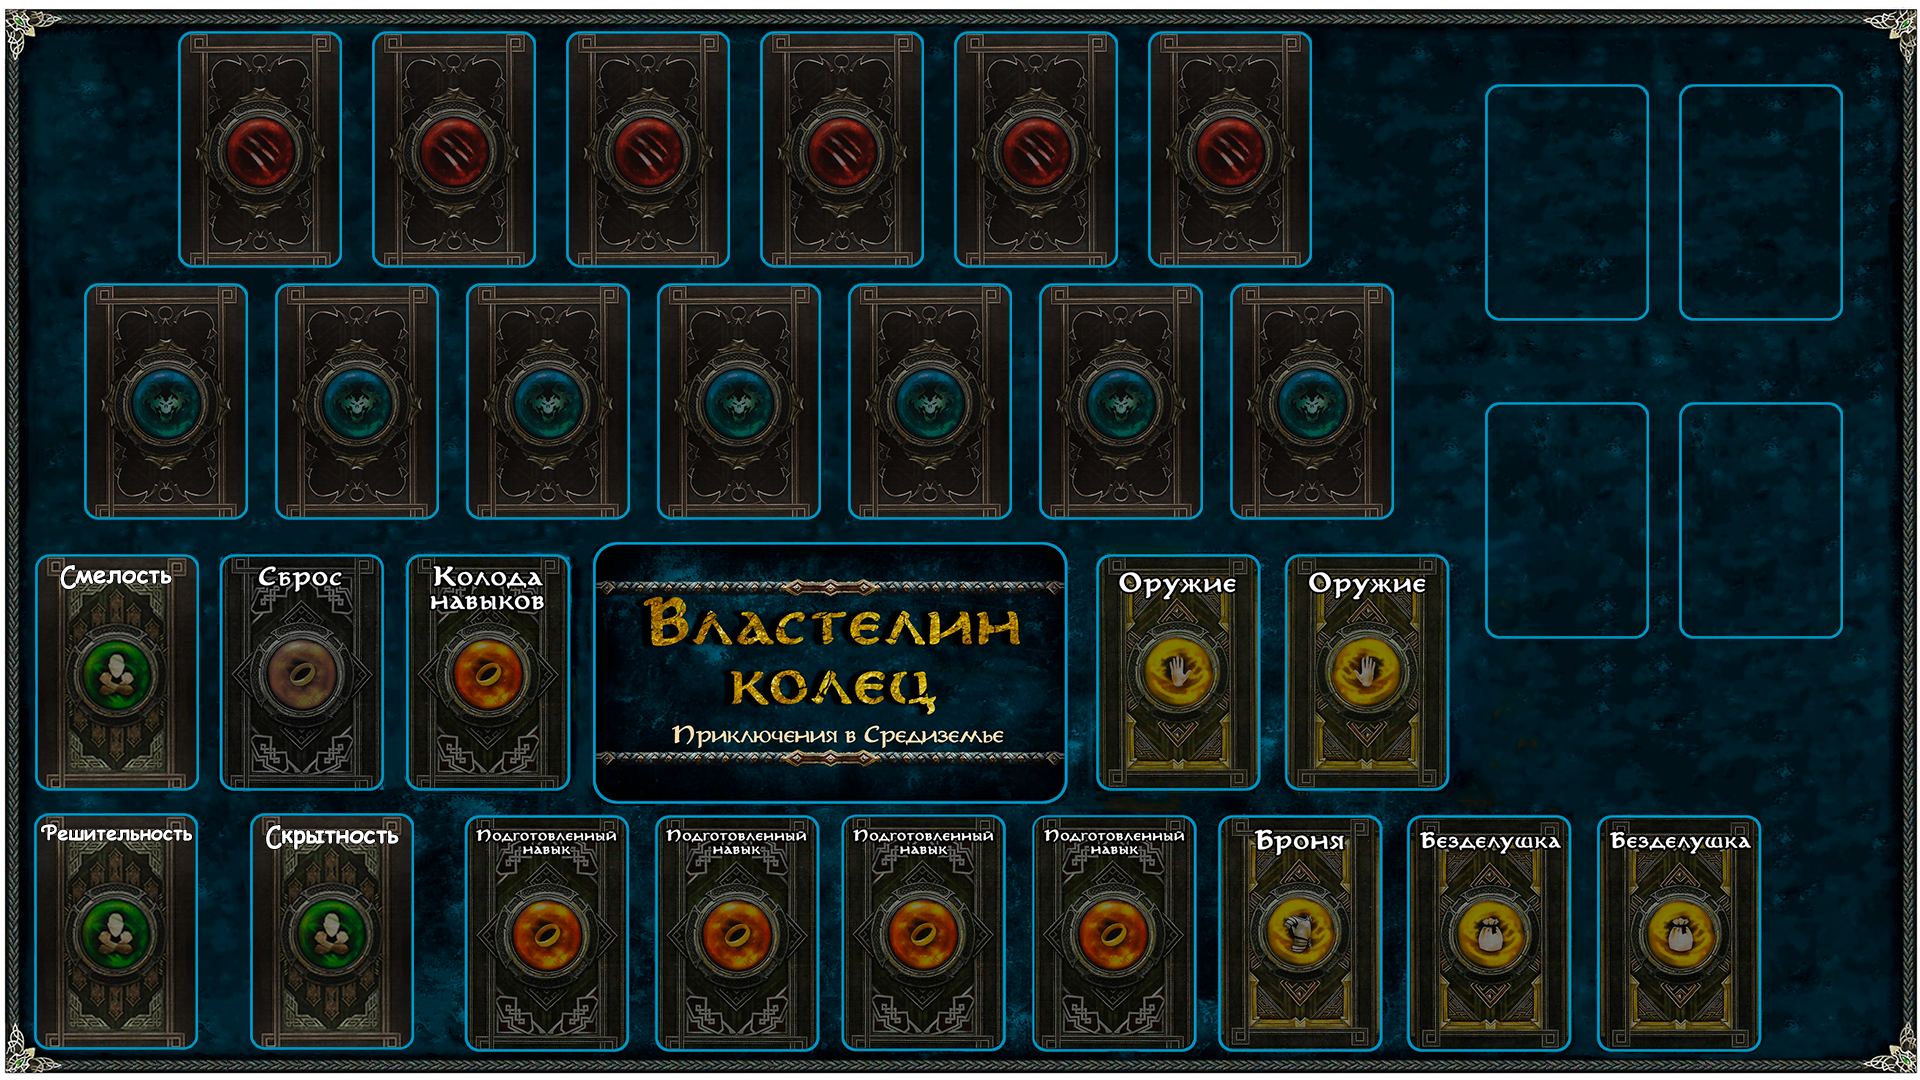 Смелость
Сброс
Колода
навыков
Властелин
колец
Приключения в Средиземье
Оружие
Оружие
Решительность
Скрытность
Подготовленный
навык
Подготовленный
навык
Подготовленный
навык
Подготовленный
навык
Броня
Безделушка
Безделушка